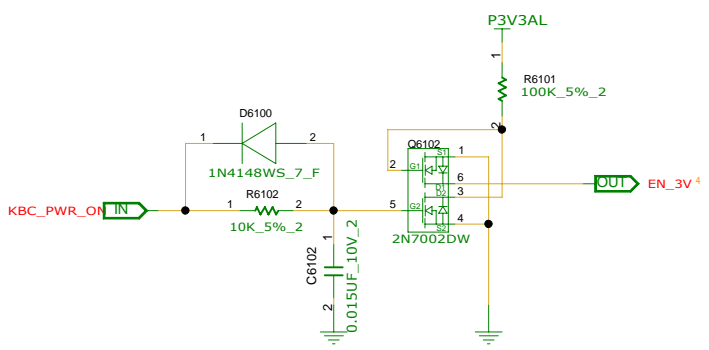 P3V3AL
1
R6101
100K_5%_2
2
D6100
1
2
1N4148WS_7_F
Q6102
S1
1
2
G1
D1
6
OUT
EN_3V
4
D2
3
R6102
KBC_PWR_ON
IN
1
2
10K_5%_2
5
G2
4
S2
2N7002DW
1
C6102
0.015UF_10V_2
2